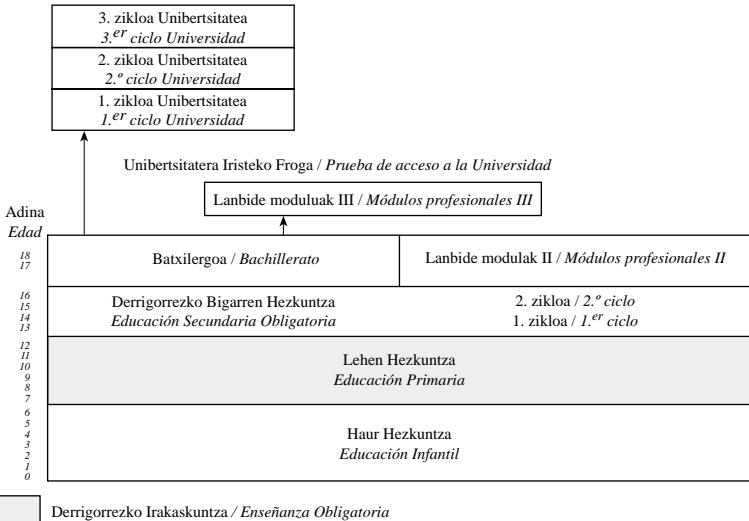 3. zikloa Unibertsitatea
3.er ciclo Universidad
2. zikloa Unibertsitatea
2.º ciclo Universidad
1. zikloa Unibertsitatea
1.er ciclo Universidad
Unibertsitatera Iristeko Froga / Prueba de acceso a la Universidad
Lanbide moduluak III / Módulos profesionales III
Adina
Edad
18
17
Batxilergoa / Bachillerato
Lanbide modulak II / Módulos profesionales II
16
15
14
13
Derrigorrezko Bigarren Hezkuntza
Educación Secundaria Obligatoria
2. zikloa / 2.º ciclo
1. zikloa / 1.er ciclo
12
11
10
9
8
7
Lehen Hezkuntza
Educación Primaria
6
5
4
3
2
1
0
Haur Hezkuntza
Educación Infantil
Derrigorrezko Irakaskuntza / Enseñanza Obligatoria